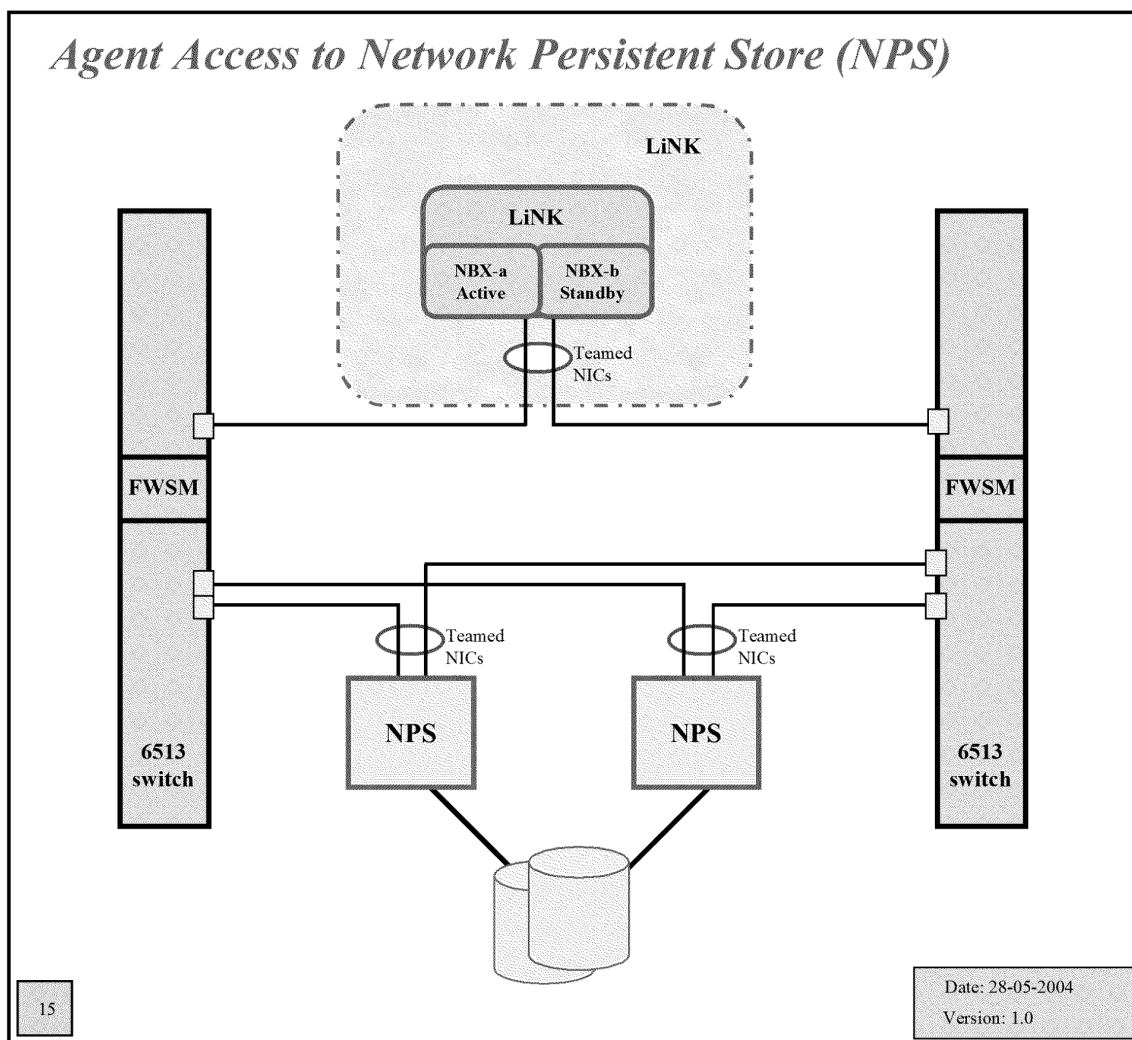 Agent Access to Network Persistent Store (NPS)
LiNK
LiNK
NBX-a
Active
NBX-b
Standby
Teamed
NICs
FWSM
FWSM
Teamed
NICs
Teamed
NICs
NPS
NPS
6513
switch
6513
switch
15
Date: 28-05-2004
Version: 1.0